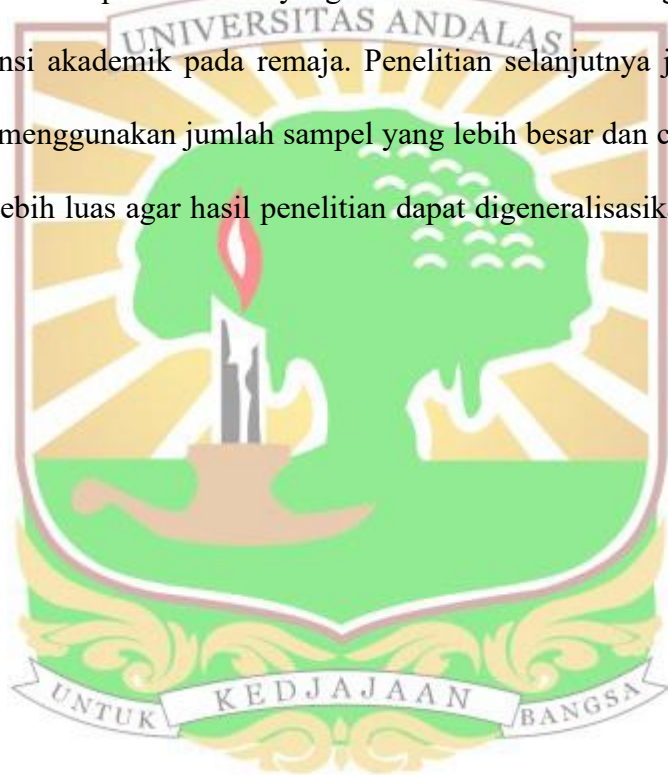 UNIVERSITAS ANDALAS
nsi akademik pada remaja. Penelitian selanjutnya j
menggunakan jumlah sampel yang lebih besar dan c
ebih luas agar hasil penelitian dapat digeneralisasik
UNTUK KEDJAJAAN BANGSA